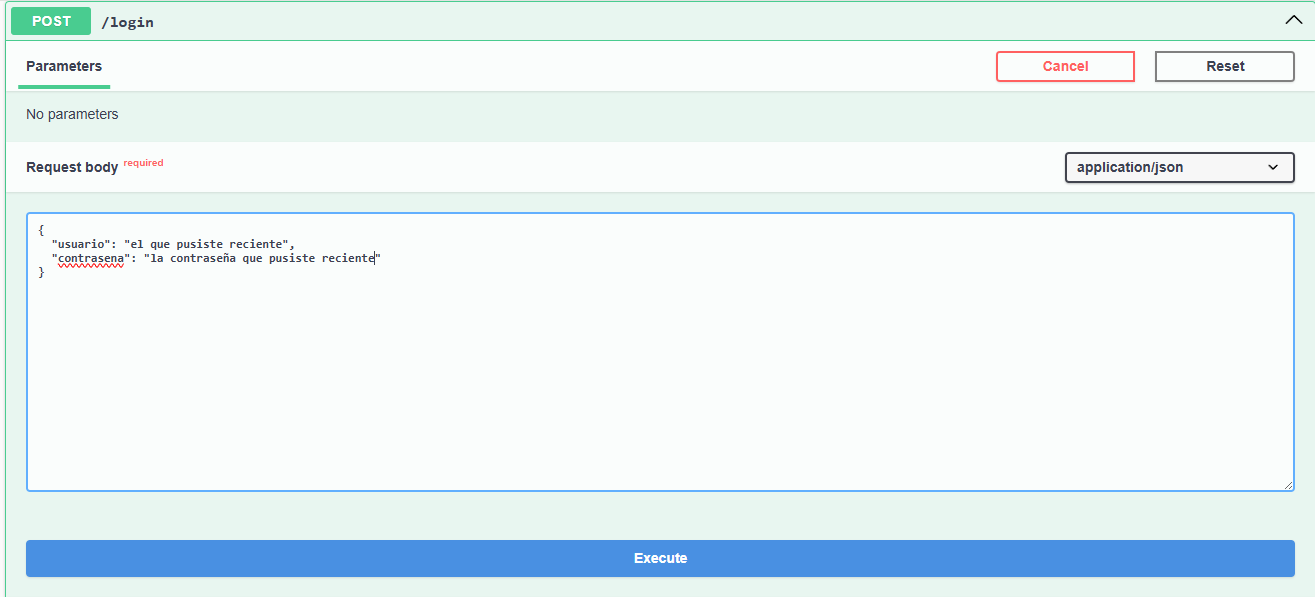 POST /login
Parameters Cancel Reset
No parameters
Request body required application/json
{
"usuario": "el que pusiste reciente",
"contrasena": "la contraseña que pusiste reciente"
}
Execute